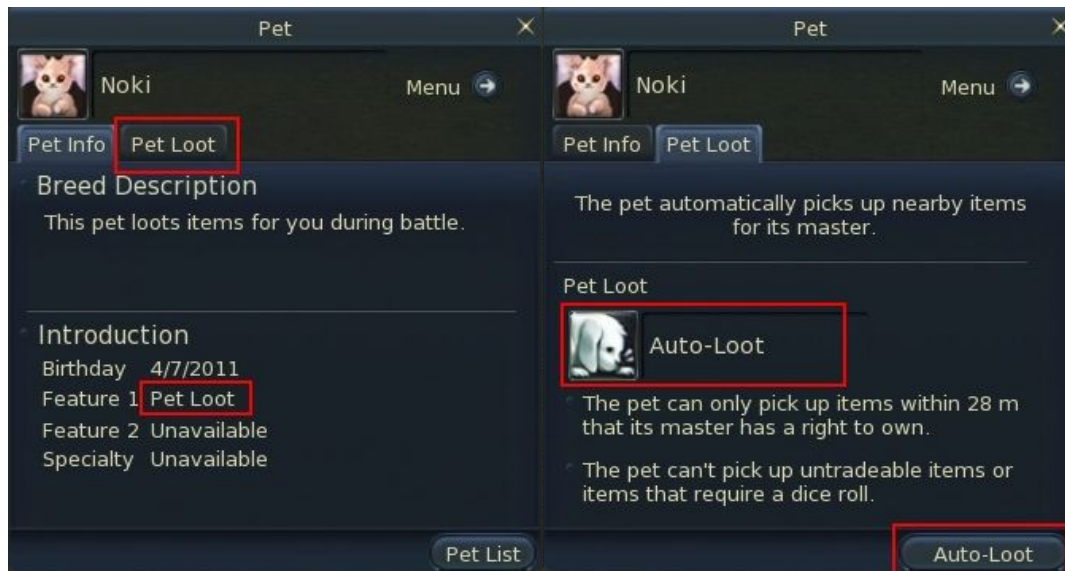 Pet
Noki
Menu
Pet Info Pet Loot
Breed Description
This pet loots items for you during battle.
Introduction
Birthday 4/7/2011
Feature 1 Pet Loot
Feature 2 Unavailable
Specialty Unavailable
Pet List
Pet
Noki
Menu
Pet Info Pet Loot
The pet automatically picks up nearby items
for its master.
Pet Loot
Auto-Loot
The pet can only pick up items within 28 m
that its master has a right to own.
The pet can't pick up untradeable items or
items that require a dice roll.
Auto-Loot